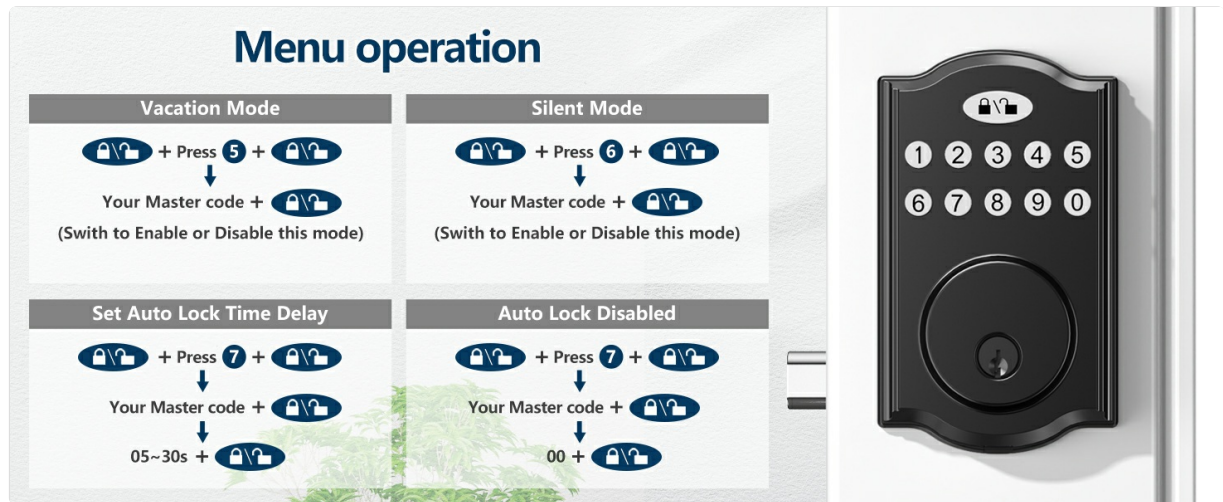 Menu operation
Vacation Mode
+ Press 5 +
Your Master code +
(Swith to Enable or Disable this mode)
Silent Mode
+ Press 6 +
Your Master code +
(Swith to Enable or Disable this mode)
Set Auto Lock Time Delay
+ Press 7 +
Your Master code +
05~30s +
Auto Lock Disabled
+ Press 7 +
Your Master code +
00 +
1 2 3 4 5
6 7 8 9 0